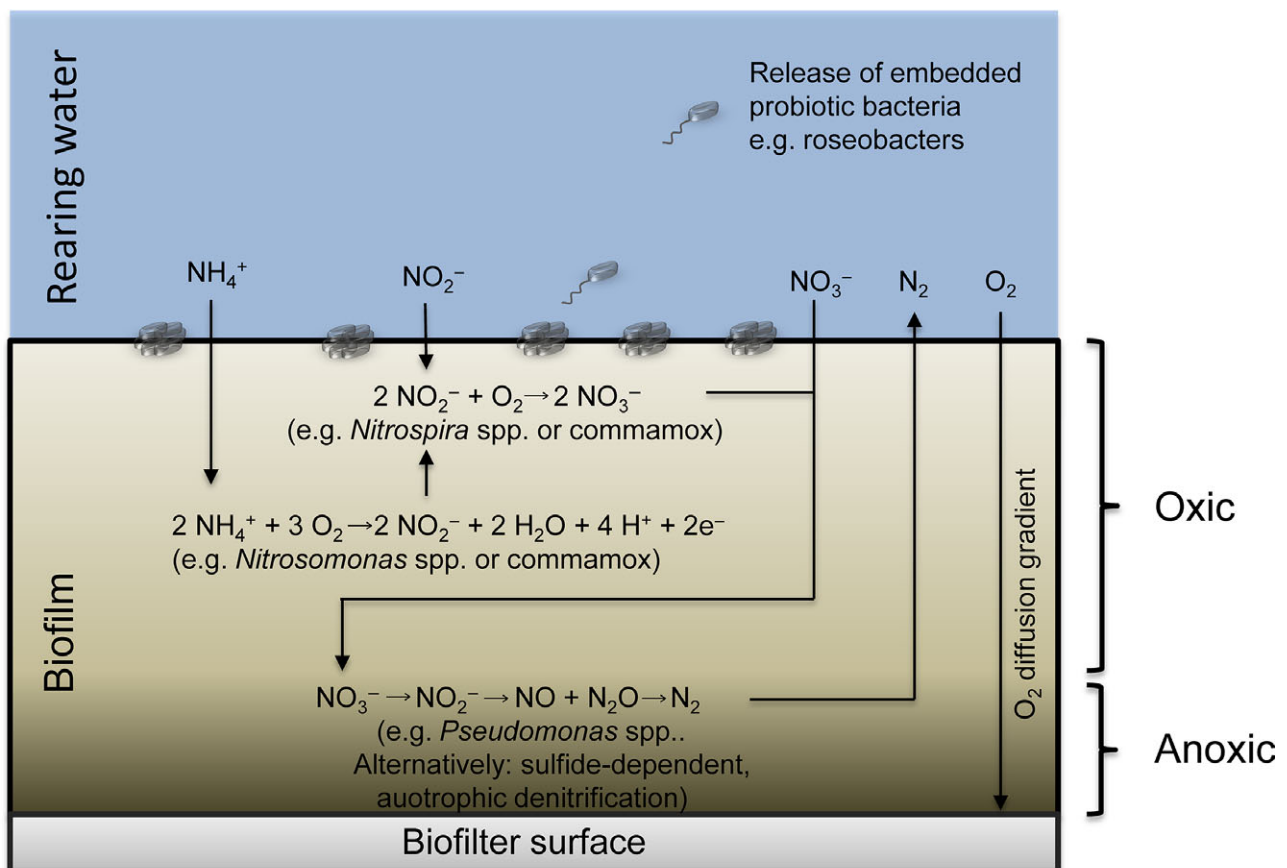 Rearing water
Release of embedded
probiotic bacteria
e.g. roseobacters
NH₄⁺
NO₂⁻
NO₃⁻
N₂
O₂
2 NO₂⁻ + O₂→2 NO₃⁻
(e.g. Nitrospira spp. or commamox)
2 NH₄⁺ + 3 O₂→2 NO₂⁻ + 2 H₂O + 4 H⁺ + 2e⁻
(e.g. Nitrosomonas spp. or commamox)
Biofilm
NO₃⁻→NO₂⁻→NO + N₂O→N₂
(e.g. Pseudomonas spp..
Alternatively: sulfide-dependent,
auotrophic denitrification)
O₂ diffusion gradient
Oxic
Anoxic
Biofilter surface